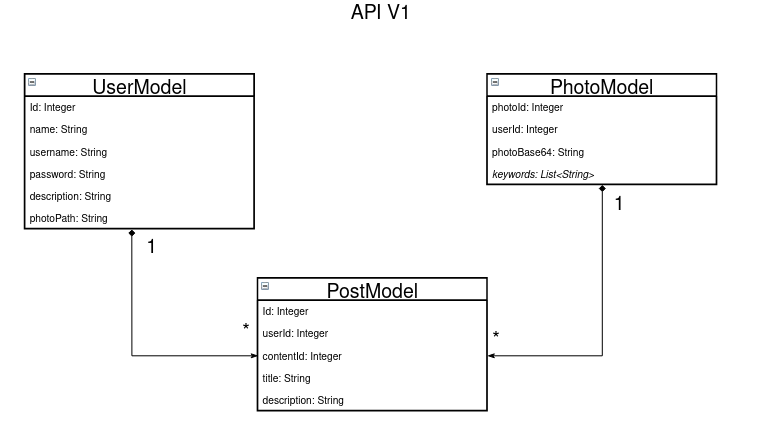 API V1
UserModel
Id: Integer
name: String
username: String
password: String
description: String
photoPath: String
1
PhotoModel
photoId: Integer
userId: Integer
photoBase64: String
keywords: List<String>
1
PostModel
Id: Integer
userId: Integer
contentId: Integer
title: String
description: String
*
*